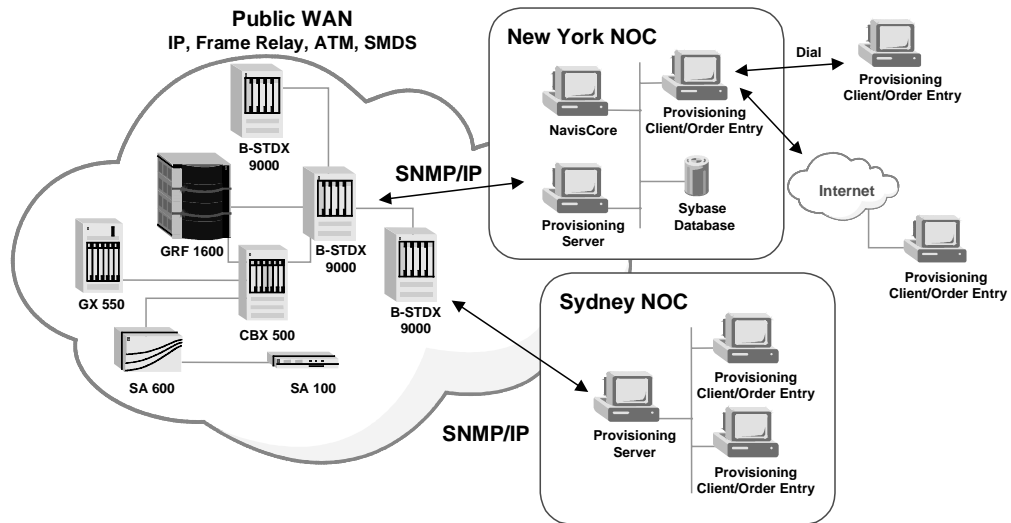 Public WAN
IP, Frame Relay, ATM, SMDS
B-STDX
9000
GRF 1600
B-STDX
9000
GX 550
CBX 500
B-STDX
9000
SA 600
SA 100
SNMP/IP
SNMP/IP
New York NOC
NavisCore
Provisioning
Client/Order Entry
Provisioning
Server
Sybase
Database
Dial
Provisioning
Client/Order Entry
Internet
Provisioning
Client/Order Entry
Sydney NOC
Provisioning
Client/Order Entry
Provisioning
Server
Provisioning
Client/Order Entry